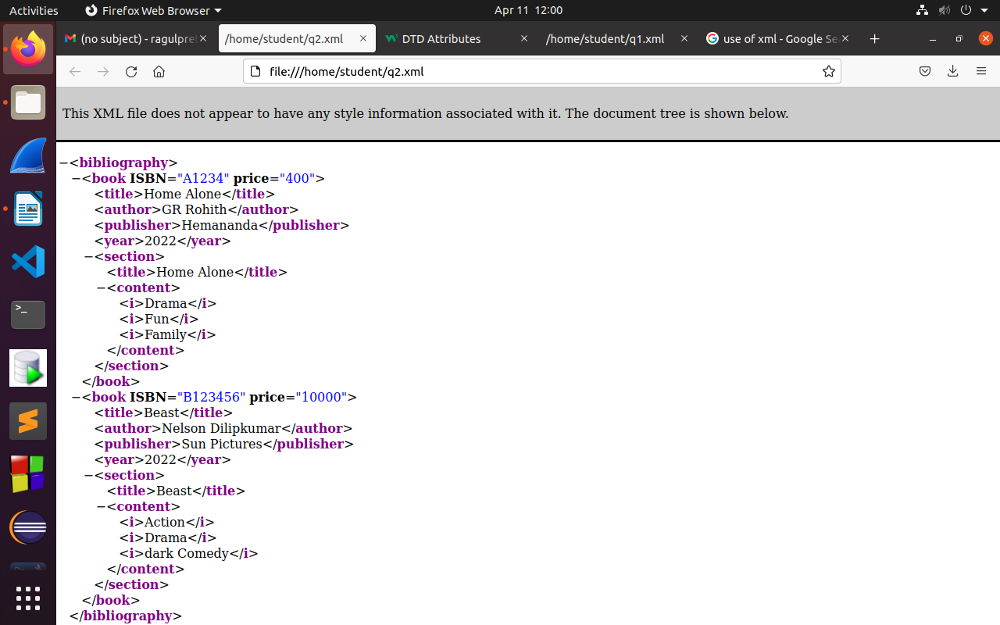 Activities Firefox Web Browser Apr 11 12:00
(no subject) - ragulpre /home/student/q2.xml DTD Attributes /home/student/q1.xml use of xml - Google Se
file:///home/student/q2.xml
This XML file does not appear to have any style information associated with it. The document tree is shown below.
−<bibliography>
−<book ISBN="A1234" price="400">
<title>Home Alone</title>
<author>GR Rohith</author>
<publisher>Hemananda</publisher>
<year>2022</year>
−<section>
<title>Home Alone</title>
−<content>
<i>Drama</i>
<i>Fun</i>
<i>Family</i>
</content>
</section>
</book>
−<book ISBN="B123456" price="10000">
<title>Beast</title>
<author>Nelson Dilipkumar</author>
<publisher>Sun Pictures</publisher>
<year>2022</year>
−<section>
<title>Beast</title>
−<content>
<i>Action</i>
<i>Drama</i>
<i>dark Comedy</i>
</content>
</section>
</book>
</bibliography>